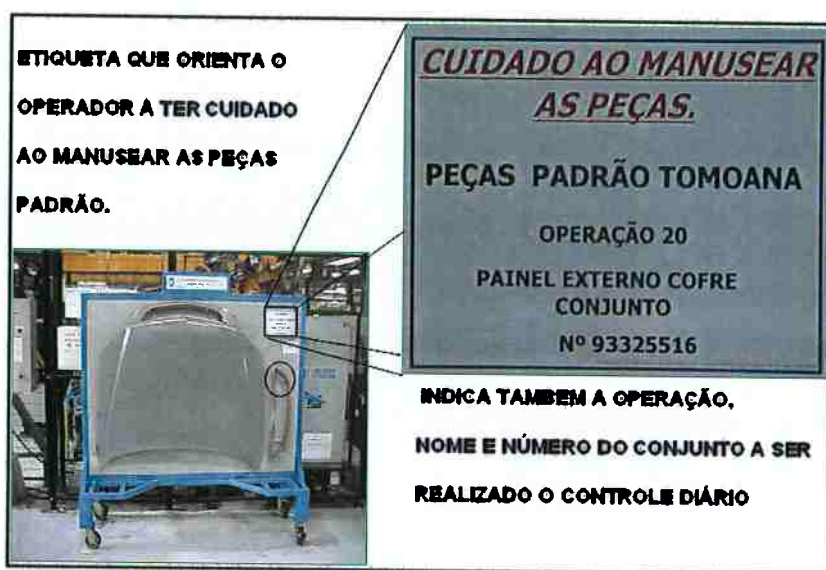 ETIQUETA QUE ORIENTA O
OPERADOR A TER CUIDADO
AO MANUSEAR AS PEÇAS
PADRÃO.
CUIDADO AO MANUSEAR
AS PEÇAS.
PEÇAS PADRÃO TOMOANA
OPERAÇÃO 20
PAINEL EXTERNO COFRE
CONJUNTO
Nº 93325516
INDICA TAMBEM A OPERAÇÃO,
NOME E NÚMERO DO CONJUNTO A SER
REALIZADO O CONTROLE DIÁRIO